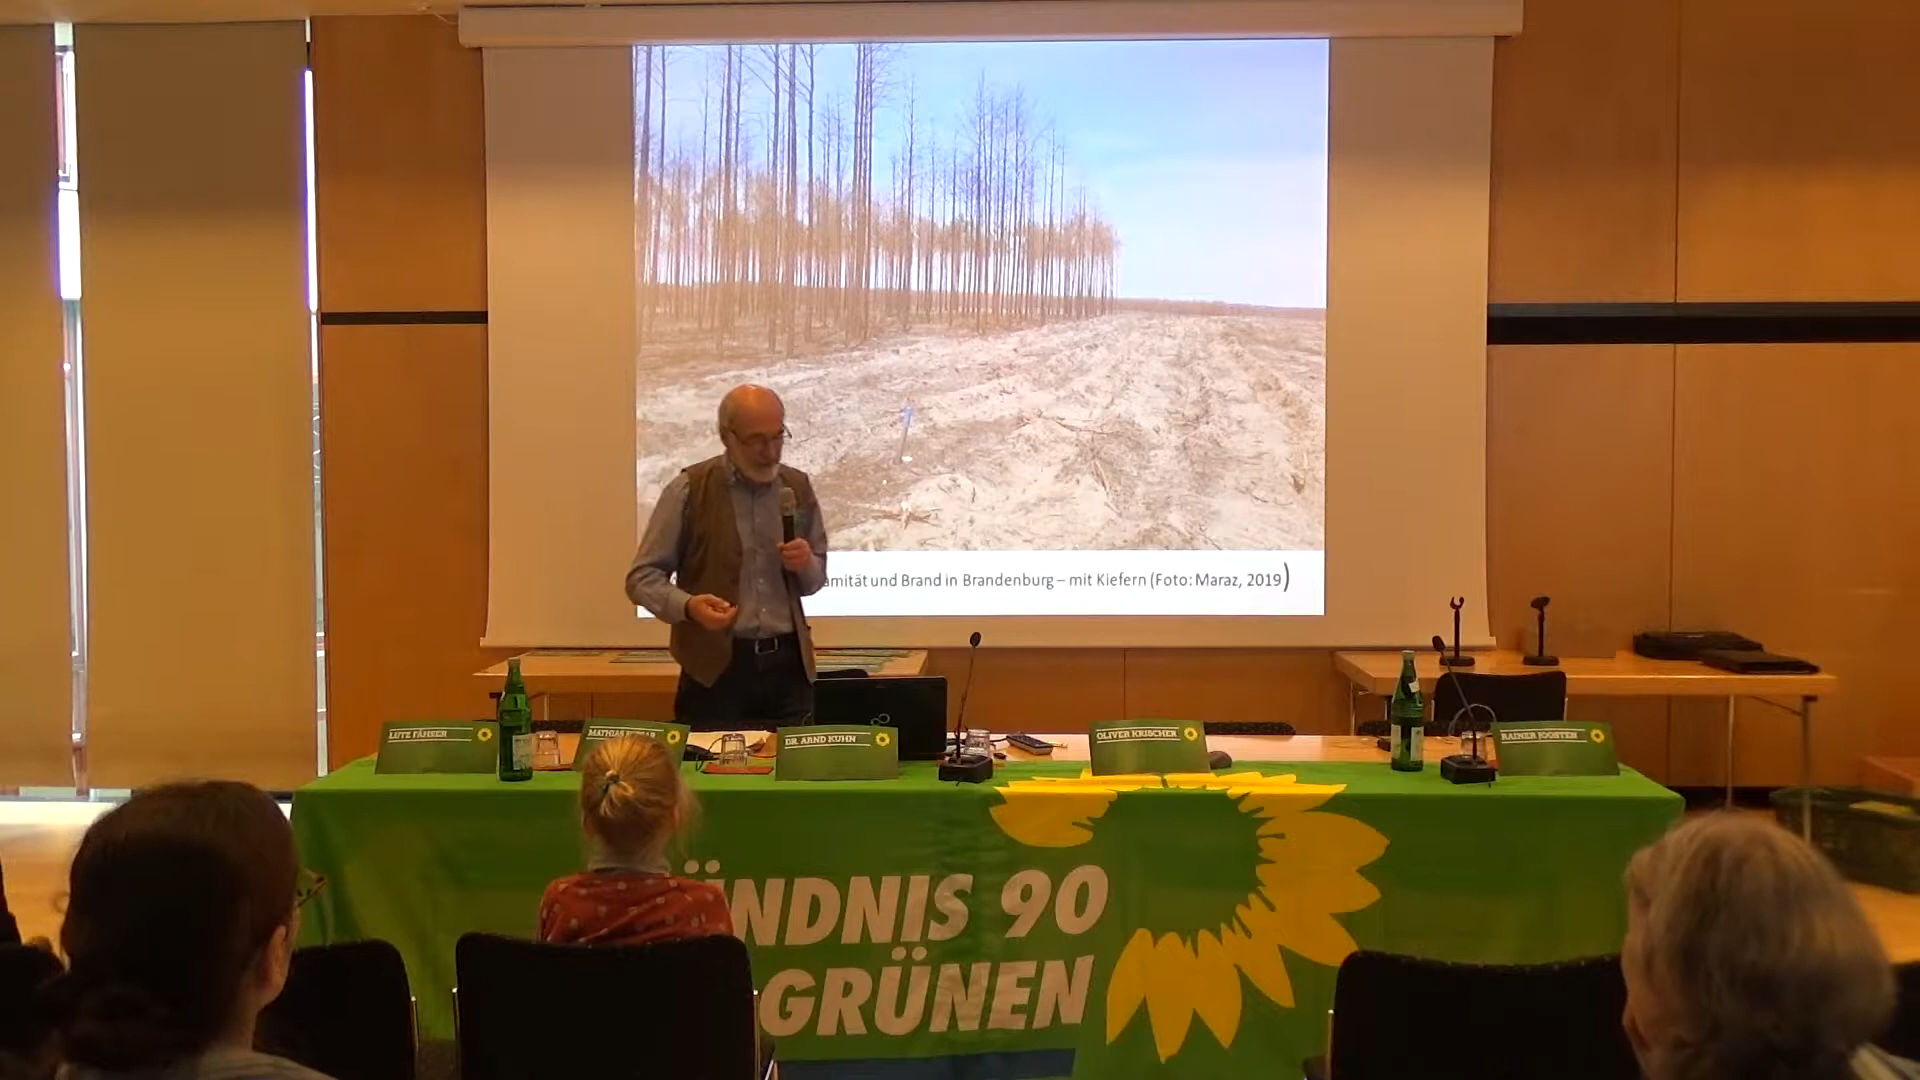 amität und Brand in Brandenburg – mit Kiefern (Foto: Maraz, 2019)
LUTZ FÄHSER
MATHIAS
DR. ARND KUHN
OLIVER KRISCHER
RAINER JOOSTEN
NDNIS 90
GRÜNEN